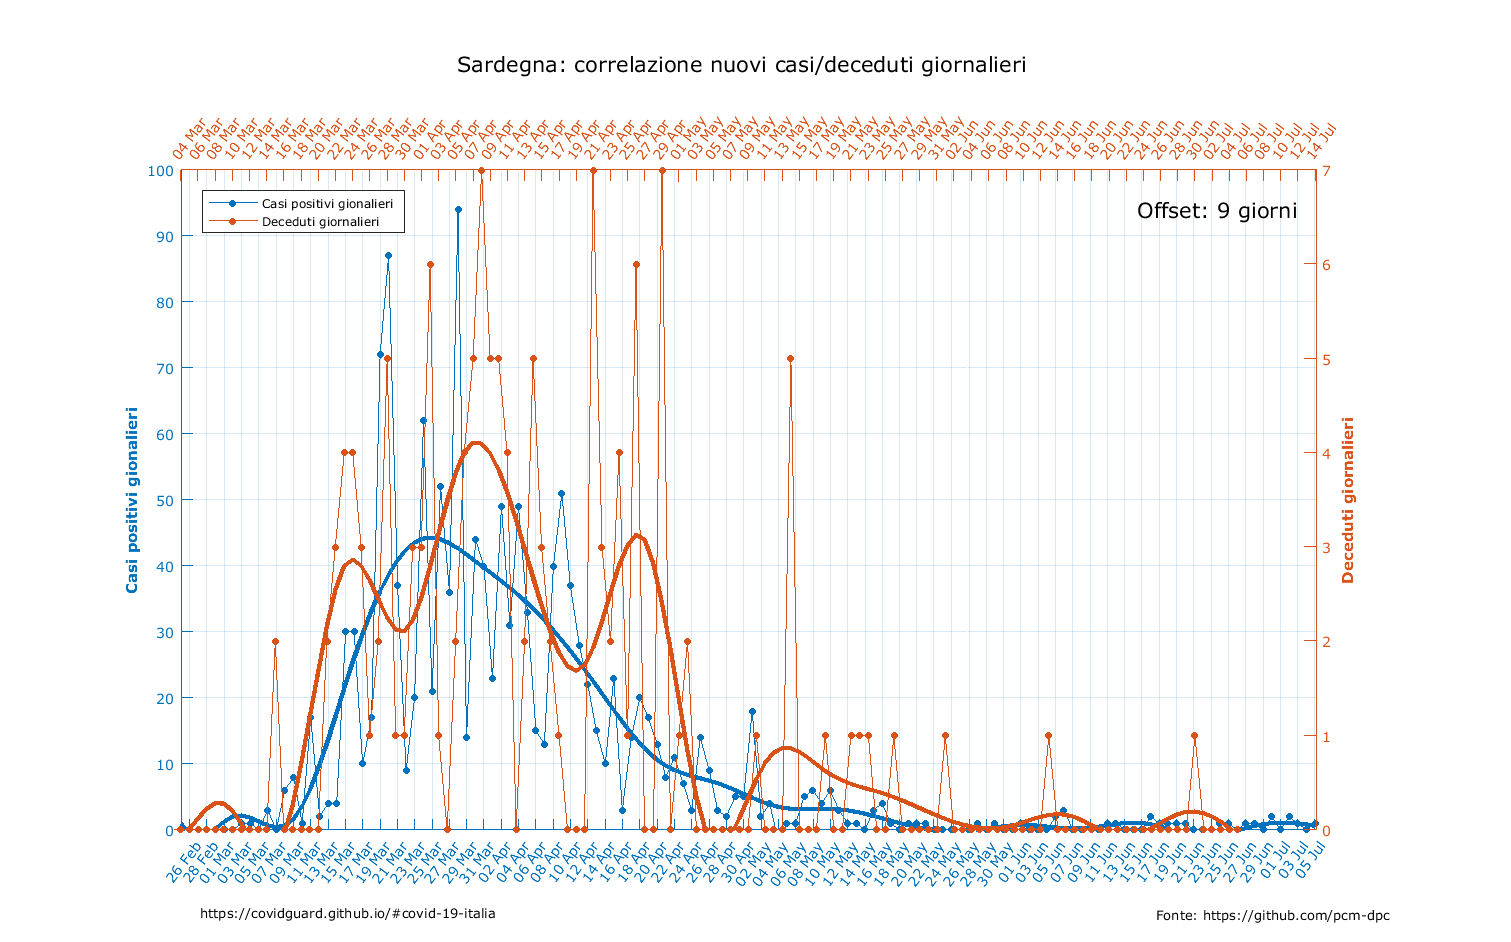 Sardegna: correlazione nuovi casi/deceduti giornalieri
04 Mar
06 Mar
08 Mar
10 Mar
12 Mar
14 Mar
16 Mar
18 Mar
20 Mar
22 Mar
24 Mar
26 Mar
28 Mar
30 Mar
01 Apr
03 Apr
05 Apr
07 Apr
09 Apr
11 Apr
13 Apr
15 Apr
17 Apr
19 Apr
21 Apr
23 Apr
25 Apr
27 Apr
29 Apr
01 May
03 May
05 May
07 May
09 May
11 May
13 May
15 May
17 May
19 May
21 May
23 May
25 May
27 May
29 May
31 May
02 Jun
04 Jun
06 Jun
08 Jun
10 Jun
12 Jun
14 Jun
16 Jun
18 Jun
20 Jun
22 Jun
24 Jun
26 Jun
28 Jun
30 Jun
02 Jul
04 Jul
06 Jul
08 Jul
10 Jul
12 Jul
14 Jul
Casi positivi gionalieri
Deceduti giornalieri
Offset: 9 giorni
100
90
80
70
60
50
40
30
20
10
0
Casi positivi gionalieri
7
6
5
4
3
2
1
0
Deceduti giornalieri
26 Feb
28 Feb
01 Mar
03 Mar
05 Mar
07 Mar
09 Mar
11 Mar
13 Mar
15 Mar
17 Mar
19 Mar
21 Mar
23 Mar
25 Mar
27 Mar
29 Mar
31 Mar
02 Apr
04 Apr
06 Apr
08 Apr
10 Apr
12 Apr
14 Apr
16 Apr
18 Apr
20 Apr
22 Apr
24 Apr
26 Apr
28 Apr
30 Apr
02 May
04 May
06 May
08 May
10 May
12 May
14 May
16 May
18 May
20 May
22 May
24 May
26 May
28 May
30 May
01 Jun
03 Jun
05 Jun
07 Jun
09 Jun
11 Jun
13 Jun
15 Jun
17 Jun
19 Jun
21 Jun
23 Jun
25 Jun
27 Jun
29 Jun
01 Jul
03 Jul
05 Jul
https://covidguard.github.io/#covid-19-italia
Fonte: https://github.com/pcm-dpc